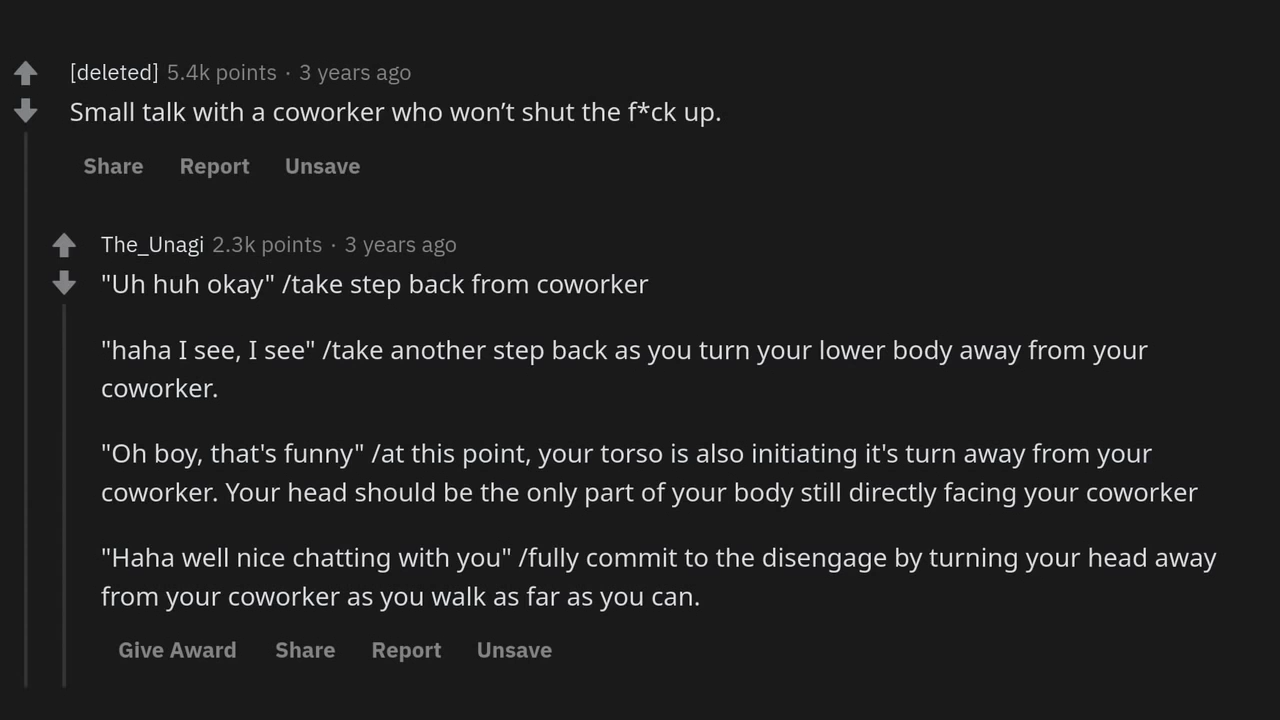 [deleted] 5.4k points · 3 years ago
Small talk with a coworker who won’t shut the f*ck up.
Share Report Unsave
The_Unagi 2.3k points · 3 years ago
"Uh huh okay" /take step back from coworker
"haha I see, I see" /take another step back as you turn your lower body away from your
coworker.
"Oh boy, that's funny" /at this point, your torso is also initiating it's turn away from your
coworker. Your head should be the only part of your body still directly facing your coworker
"Haha well nice chatting with you" /fully commit to the disengage by turning your head away
from your coworker as you walk as far as you can.
Give Award Share Report Unsave